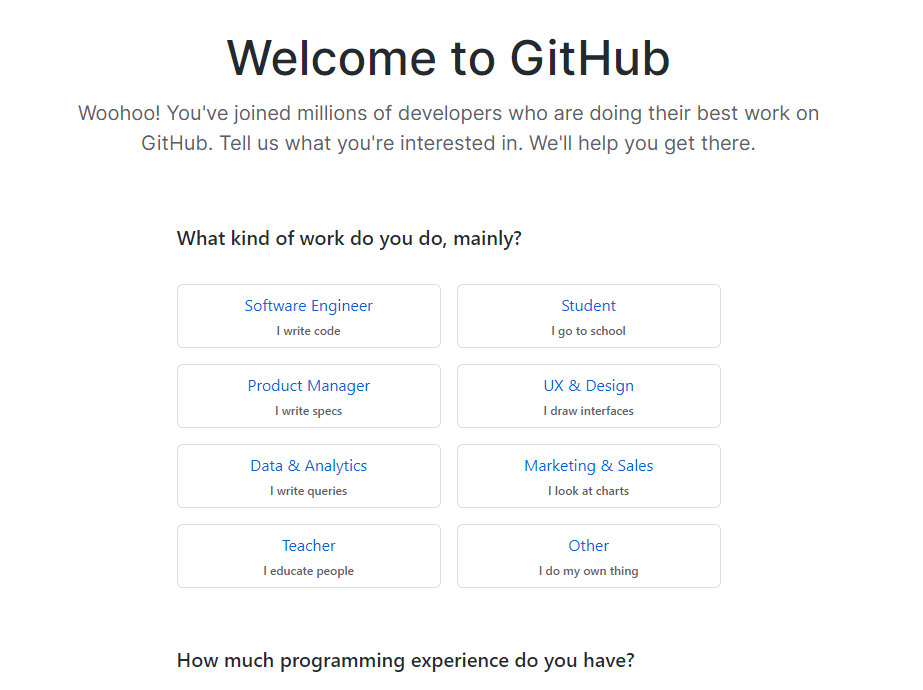 Welcome to GitHub
Woohoo! You've joined millions of developers who are doing their best work on
GitHub. Tell us what you're interested in. We'll help you get there.
What kind of work do you do, mainly?
Software Engineer
I write code
Student
I go to school
Product Manager
I write specs
UX & Design
I draw interfaces
Data & Analytics
I write queries
Marketing & Sales
I look at charts
Teacher
I educate people
Other
I do my own thing
How much programming experience do you have?